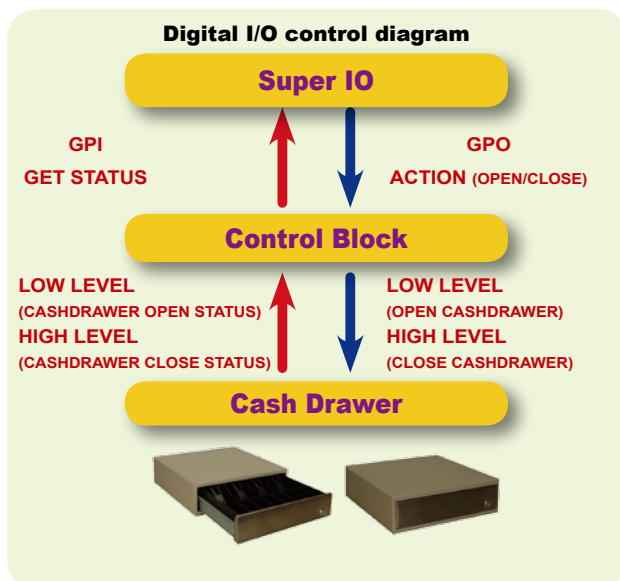 Digital I/O control diagram
Super IO
GPI
GET STATUS
GPO
ACTION (OPEN/CLOSE)
Control Block
LOW LEVEL
(CASHDRAWER OPEN STATUS)
HIGH LEVEL
(CASHDRAWER CLOSE STATUS)
LOW LEVEL
(OPEN CASHDRAWER)
HIGH LEVEL
(CLOSE CASHDRAWER)
Cash Drawer